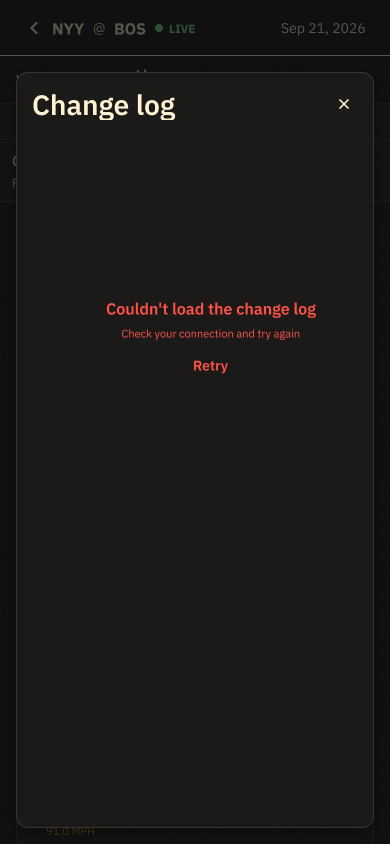 NYY @ BOS LIVE Sep 21, 2026
Change log
Couldn't load the change log
Check your connection and try again
Retry
91.0 MPH